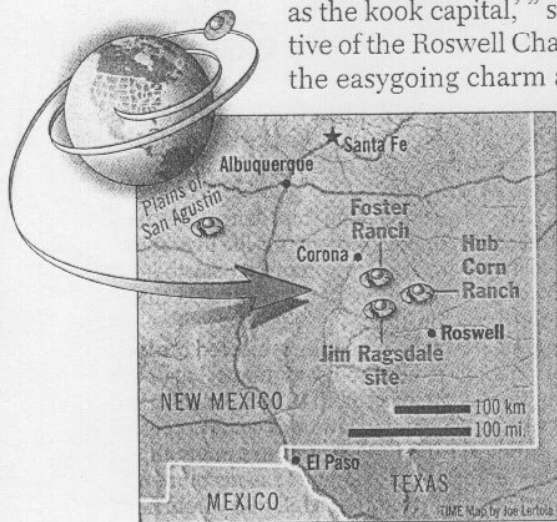 as the kook capital,’” s
tive of the Roswell Cha
the easygoing charm a
Santa Fe
Albuquerque
Plains of
San Agustin
Foster
Ranch
Corona
Hub
Corn
Ranch
Roswell
Jim Ragsdale
site
NEW MEXICO
100 km
100 mi.
El Paso
TEXAS
MEXICO
TIME Map by Joe Lertola